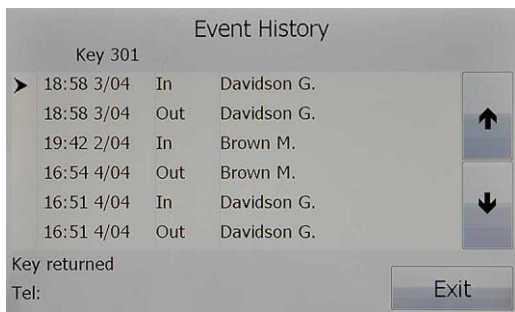 Event History
Key 301
18:58 3/04 In Davidson G.
18:58 3/04 Out Davidson G.
19:42 2/04 In Brown M.
16:54 4/04 Out Brown M.
16:51 4/04 In Davidson G.
16:51 4/04 Out Davidson G.
Key returned
Tel:
Exit